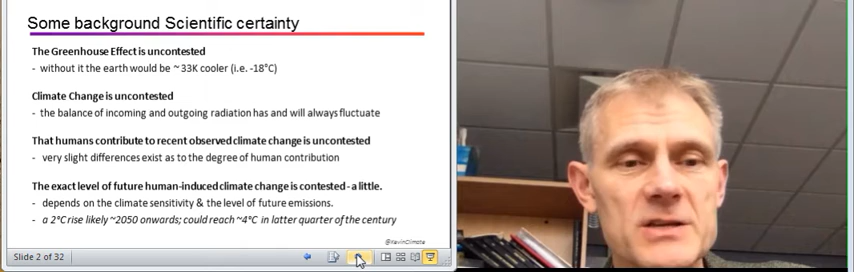 Some background Scientific certainty
The Greenhouse Effect is uncontested
- without it the earth would be ~ 33K cooler (i.e. -18°C)
Climate Change is uncontested
- the balance of incoming and outgoing radiation has and will always fluctuate
That humans contribute to recent observed climate change is uncontested
- very slight differences exist as to the degree of human contribution
The exact level of future human-induced climate change is contested - a little.
- depends on the climate sensitivity & the level of future emissions.
- a 2°C rise likely ~2050 onwards; could reach ~4°C in latter quarter of the century
@KevinClimate
Slide 2 of 32